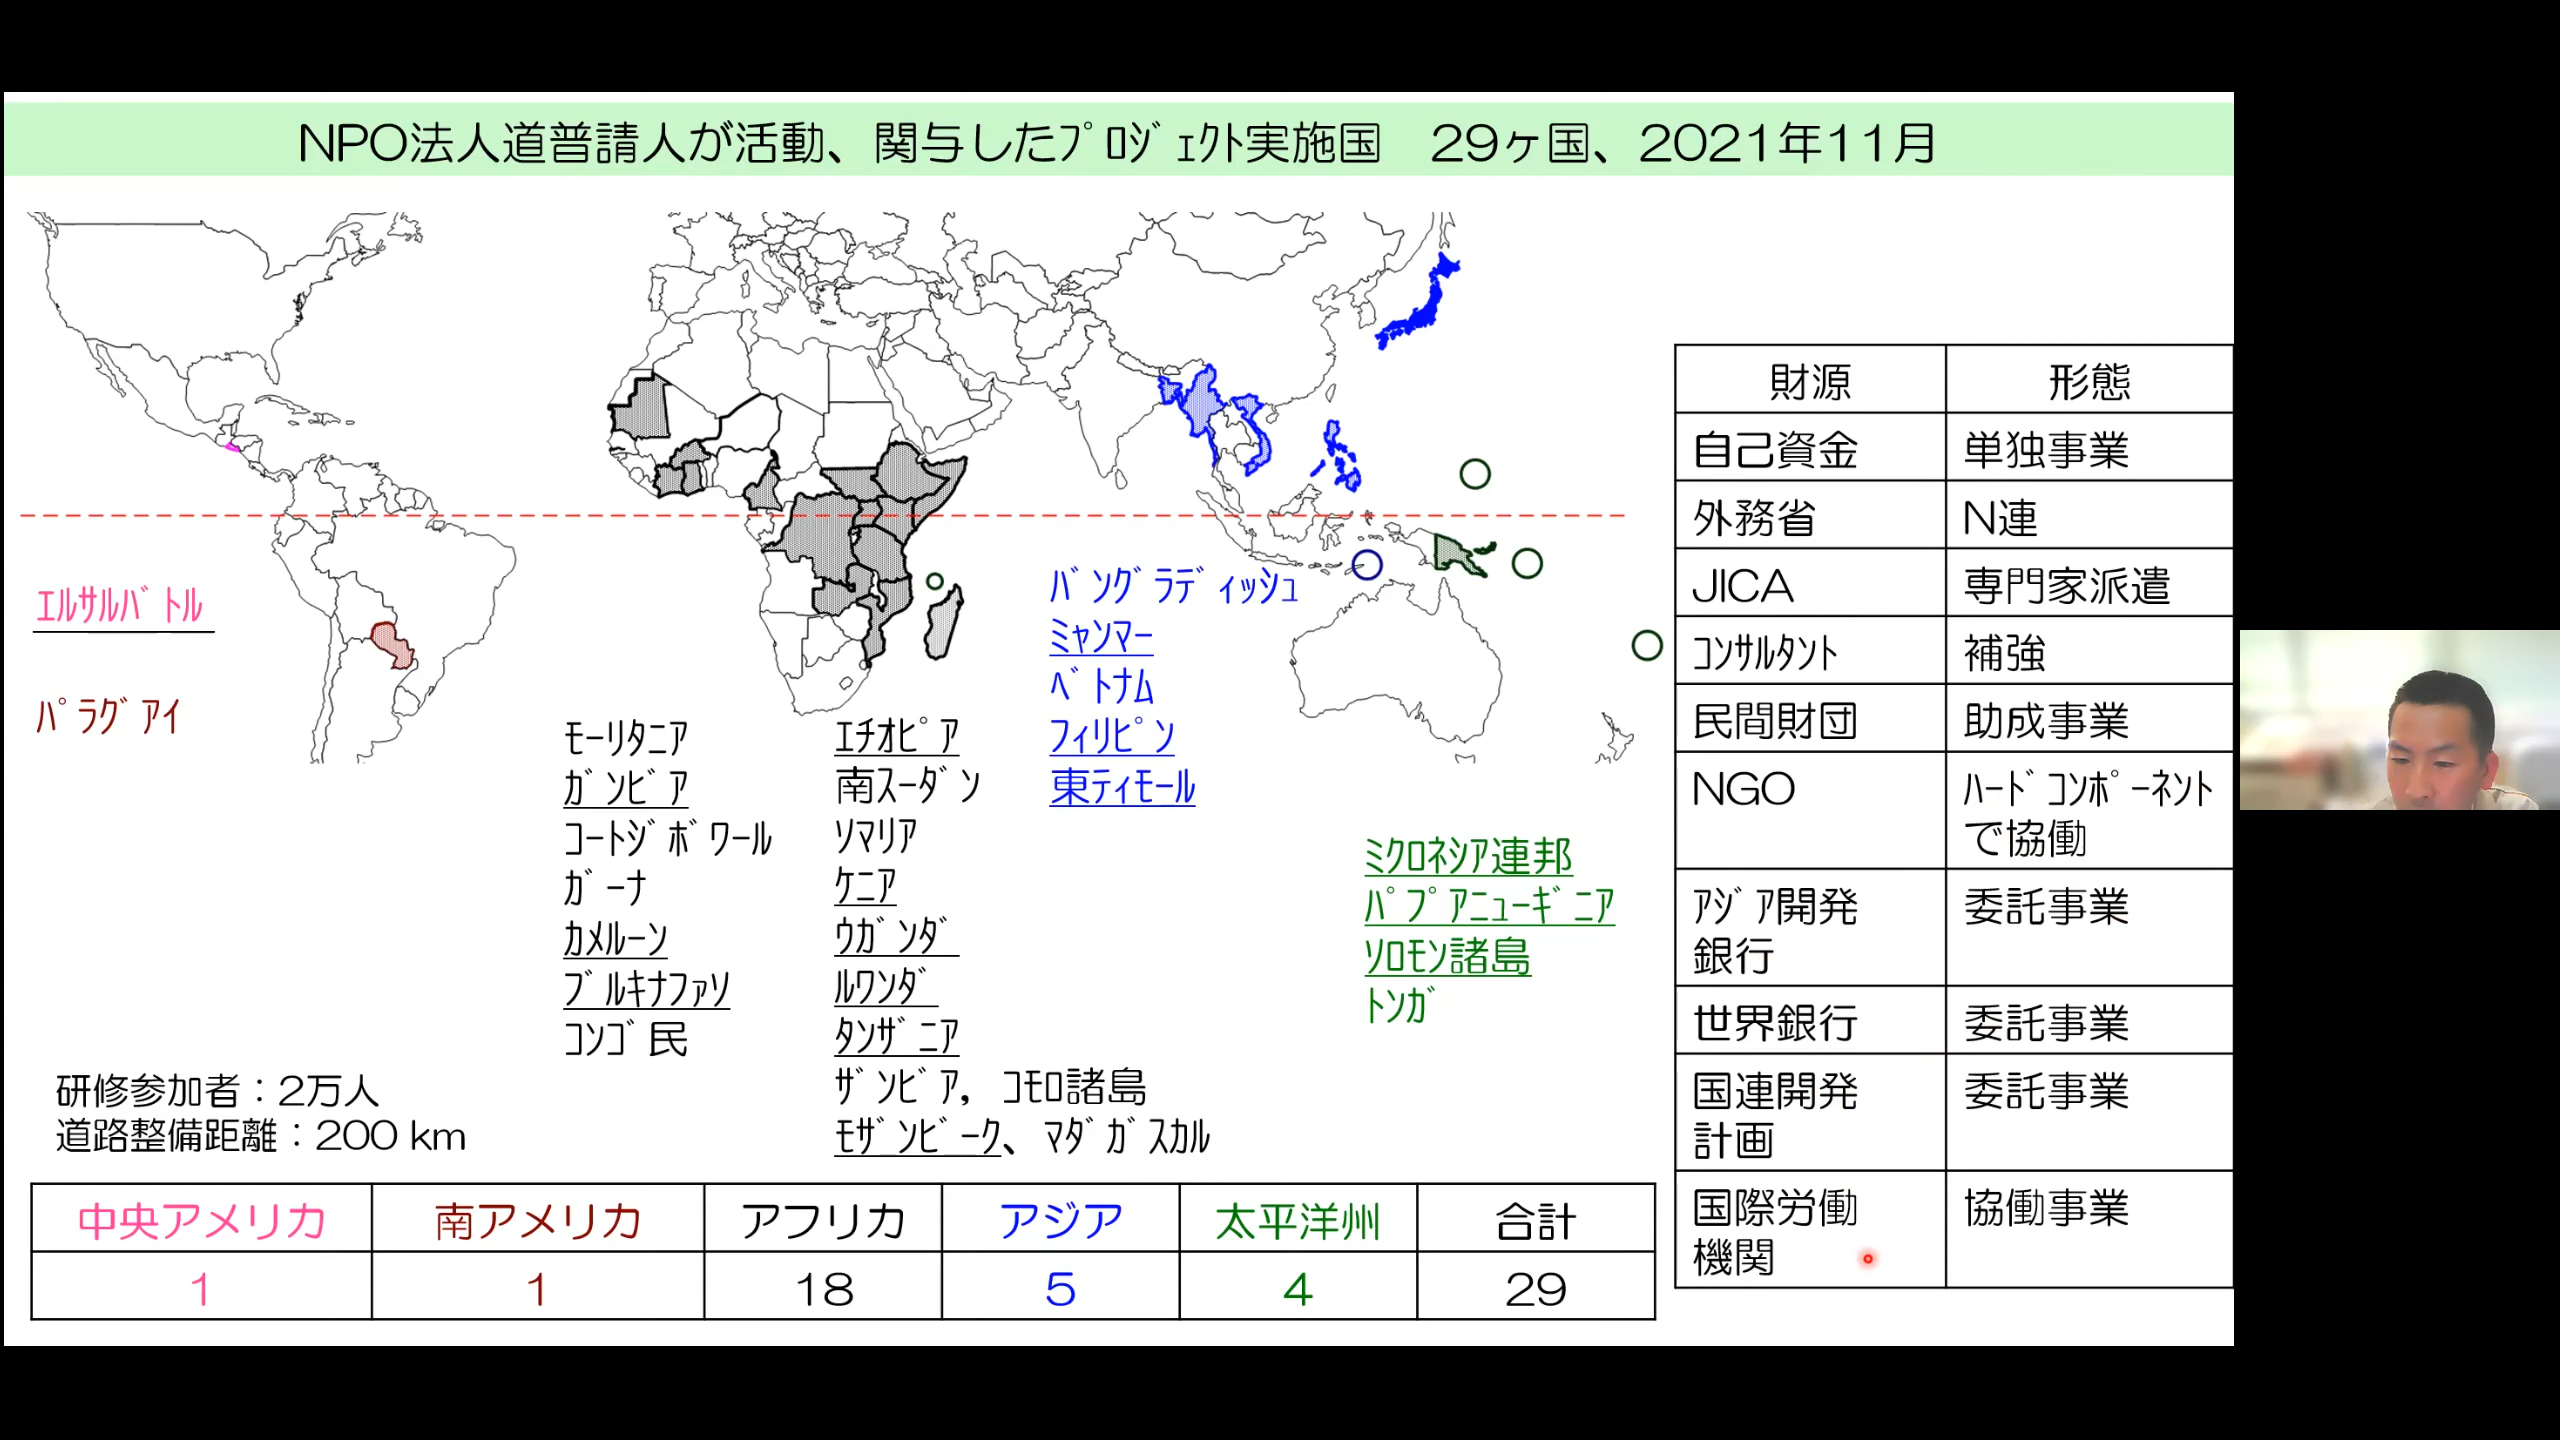 NPO法人道普請人が活動、関与したﾌﾟﾛｼﾞｪｸﾄ実施国　29ヶ国、2021年11月
ｴﾙｻﾙﾊﾞﾄﾙ
ﾊﾟﾗｸﾞｱｲ
ﾓｰﾘﾀﾆｱ
ｶﾞﾝﾋﾞｱ
ｺｰﾄｼﾞﾎﾞﾜｰﾙ
ｶﾞｰﾅ
ｶﾒﾙｰﾝ
ﾌﾞﾙｷﾅﾌｧｿ
ｺﾝｺﾞ民
ｴﾁｵﾋﾟｱ
南ｽｰﾀﾞﾝ
ｿﾏﾘｱ
ｹﾆｱ
ｳｶﾞﾝﾀﾞ
ﾙﾜﾝﾀﾞ
ﾀﾝｻﾞﾆｱ
ｻﾞﾝﾋﾞｱ，ｺﾓﾛ諸島
ﾓｻﾞﾝﾋﾞｰｸ、ﾏﾀﾞｶﾞｽｶﾙ
ﾊﾞﾝｸﾞﾗﾃﾞｨｯｼｭ
ﾐｬﾝﾏｰ
ﾍﾞﾄﾅﾑ
ﾌｨﾘﾋﾟﾝ
東ﾃｨﾓｰﾙ
ﾐｸﾛﾈｼｱ連邦
ﾊﾟﾌﾟｱﾆｭｰｷﾞﾆｱ
ｿﾛﾓﾝ諸島
ﾄﾝｶﾞ
研修参加者：2万人
道路整備距離：200 km
中央アメリカ 南アメリカ アフリカ アジア 太平洋州 合計
1 1 18 5 4 29
財源 形態
自己資金 単独事業
外務省 N連
JICA 専門家派遣
ｺﾝｻﾙﾀﾝﾄ 補強
民間財団 助成事業
NGO ﾊｰﾄﾞｺﾝﾎﾟｰﾈﾝﾄ
で協働
ｱｼﾞｱ開発 委託事業
銀行
世界銀行 委託事業
国連開発 委託事業
計画
国際労働 協働事業
機関